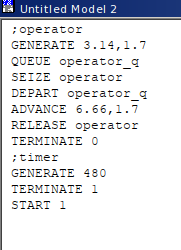 Untitled Model 2
;operator
GENERATE 3.14,1.7
QUEUE operator_q
SEIZE operator
DEPART operator_q
ADVANCE 6.66,1.7
RELEASE operator
TERMINATE 0
;timer
GENERATE 480
TERMINATE 1
START 1